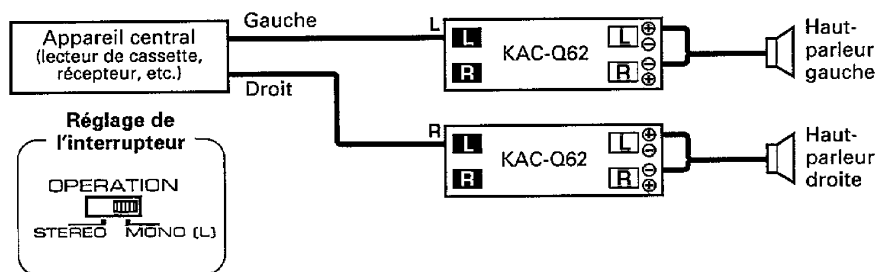 Appareil central
(lecteur de cassette,
récepteur, etc.)
Gauche
Droit
L
L
R
KAC-Q62
L ⊕
⊖
R ⊖
⊕
Haut-
parleur
gauche
R
L
R
KAC-Q62
L ⊕
⊖
R ⊖
⊕
Haut-
parleur
droite
Réglage de
l'interrupteur
OPERATION
STEREO MONO (L)